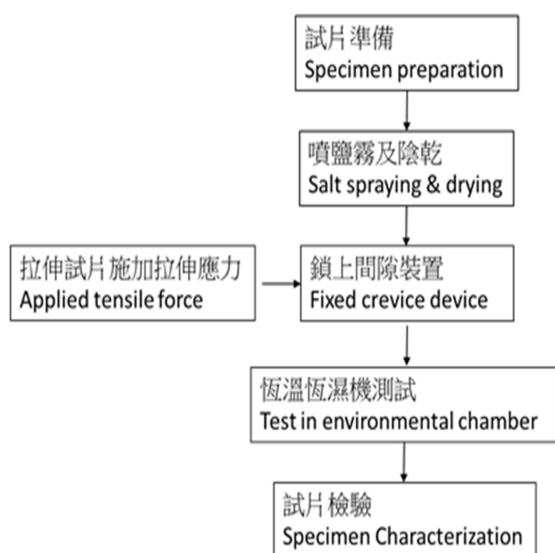 試片準備
Specimen preparation
噴鹽霧及陰乾
Salt spraying & drying
拉伸試片施加拉伸應力
Applied tensile force
鎖上間隙裝置
Fixed crevice device
恆溫恆濕機測試
Test in environmental chamber
試片檢驗
Specimen Characterization